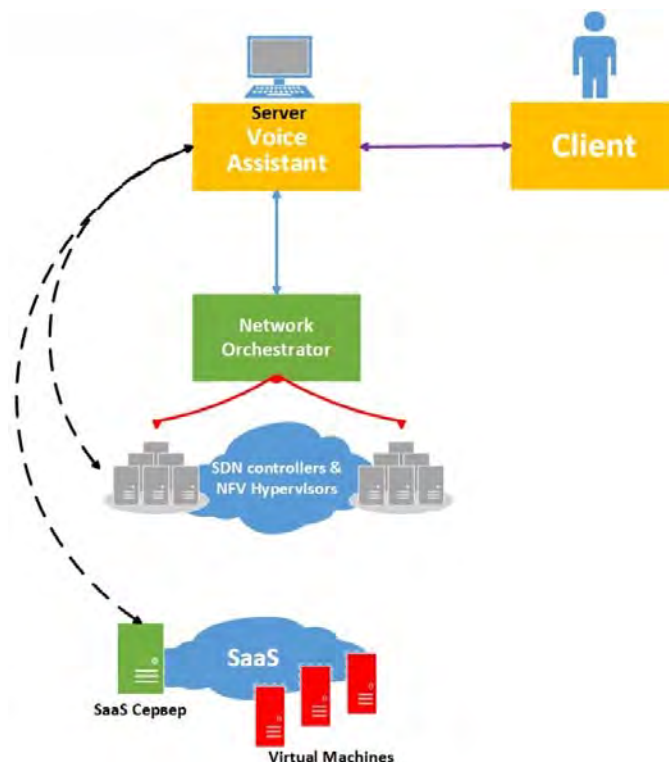 Server
Voice
Assistant
Client
Network
Orchestrator
SDN controllers &
NFV Hypervisors
SaaS
SaaS Сервер
Virtual Machines